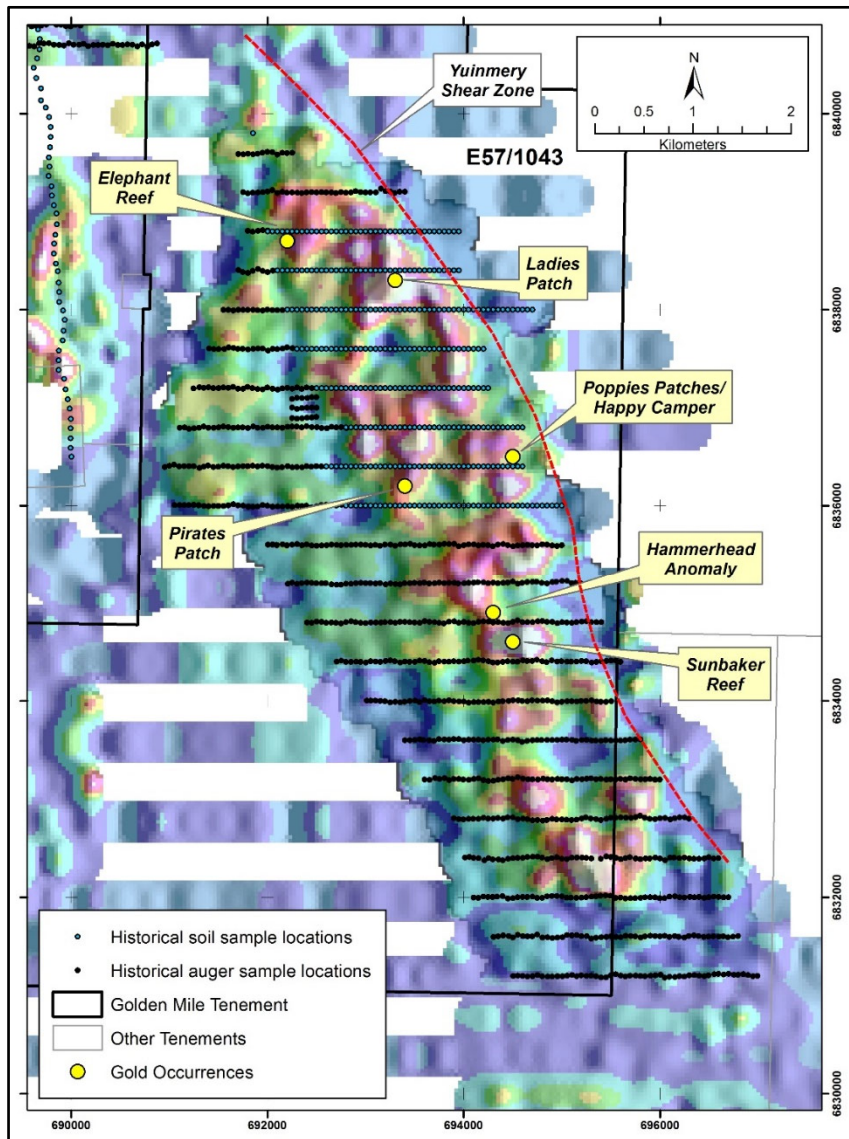 Yuinmery
Shear Zone
N
0
0.5
1
2
Kilometers
E57/1043
Elephant
Reef
Ladies
Patch
Poppies Patches/
Happy Camper
Pirates
Patch
Hammerhead
Anomaly
Sunbaker
Reef
Historical soil sample locations
Historical auger sample locations
Golden Mile Tenement
Other Tenements
Gold Occurrences
6840000
6838000
6836000
6834000
6832000
6830000
690000
692000
694000
696000